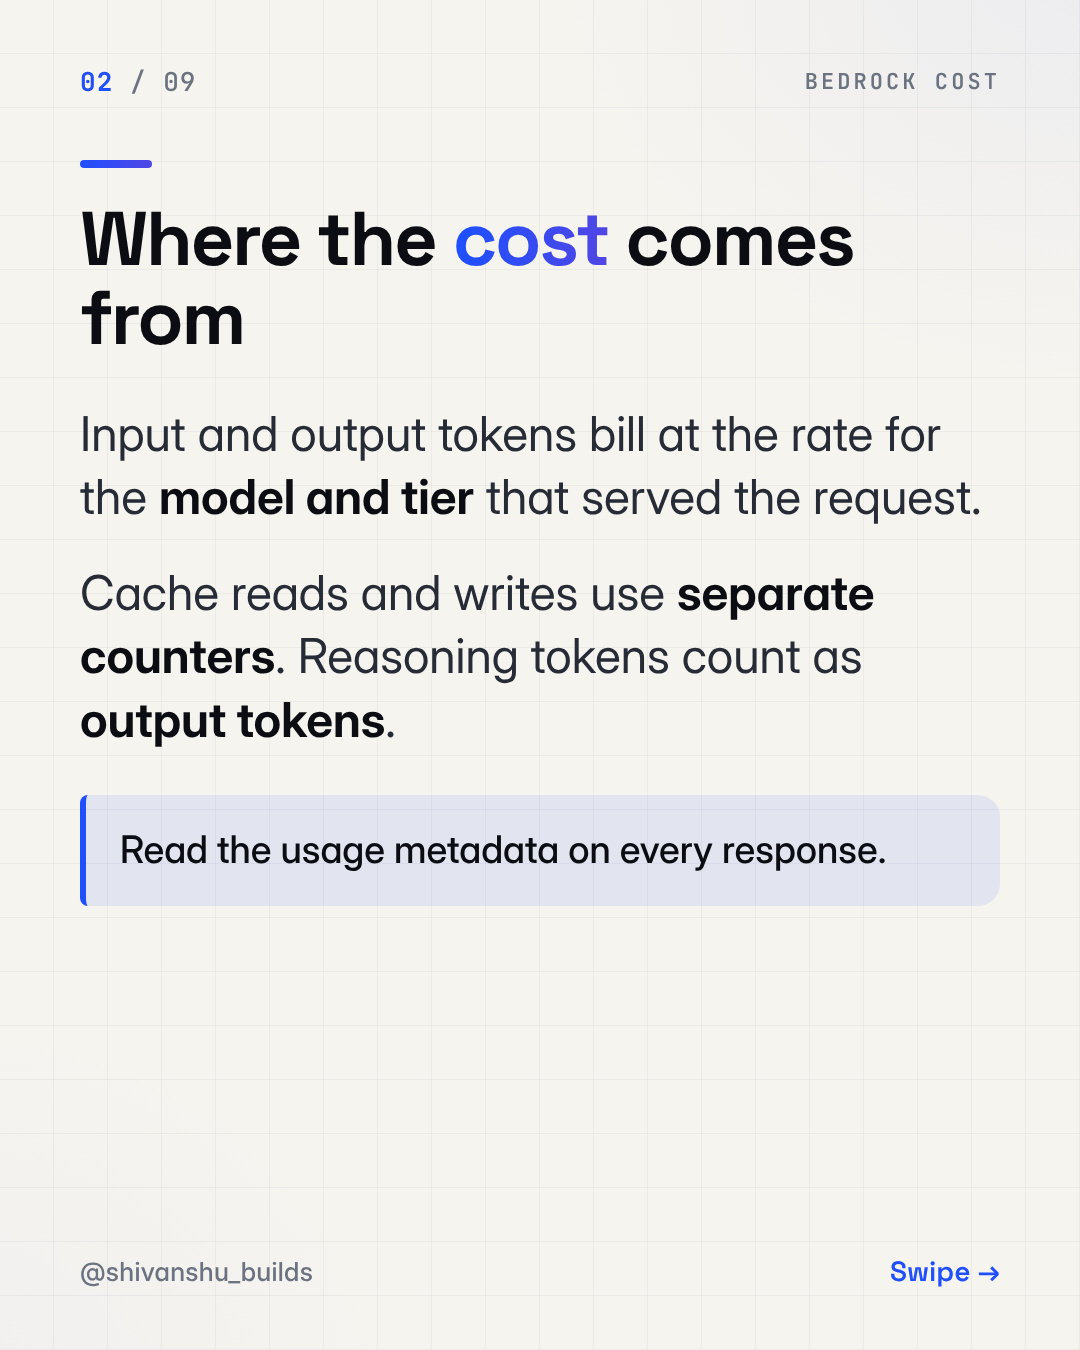 02 / 09
BEDROCK COST
Where the cost comes
from
Input and output tokens bill at the rate for
the model and tier that served the request.
Cache reads and writes use separate
counters. Reasoning tokens count as
output tokens.
Read the usage metadata on every response.
@shivanshu_builds
Swipe →